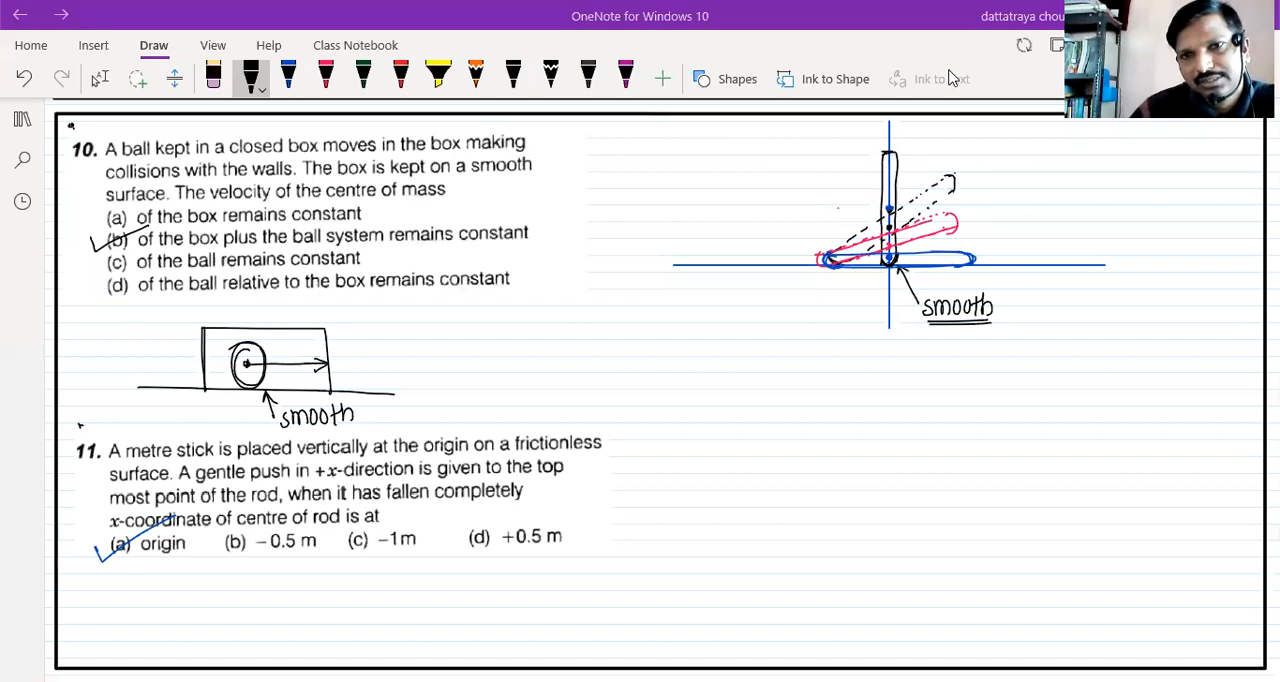 OneNote for Windows 10
dattatraya chou
Home Insert Draw View Help Class Notebook
Shapes Ink to Shape Ink to Text
10. A ball kept in a closed box moves in the box making
collisions with the walls. The box is kept on a smooth
surface. The velocity of the centre of mass
(a) of the box remains constant
(b) of the box plus the ball system remains constant
(c) of the ball remains constant
(d) of the ball relative to the box remains constant
smooth
smooth
11. A metre stick is placed vertically at the origin on a frictionless
surface. A gentle push in +x-direction is given to the top
most point of the rod, when it has fallen completely
x-coordinate of centre of rod is at
(a) origin (b) −0.5 m (c) −1m (d) +0.5 m